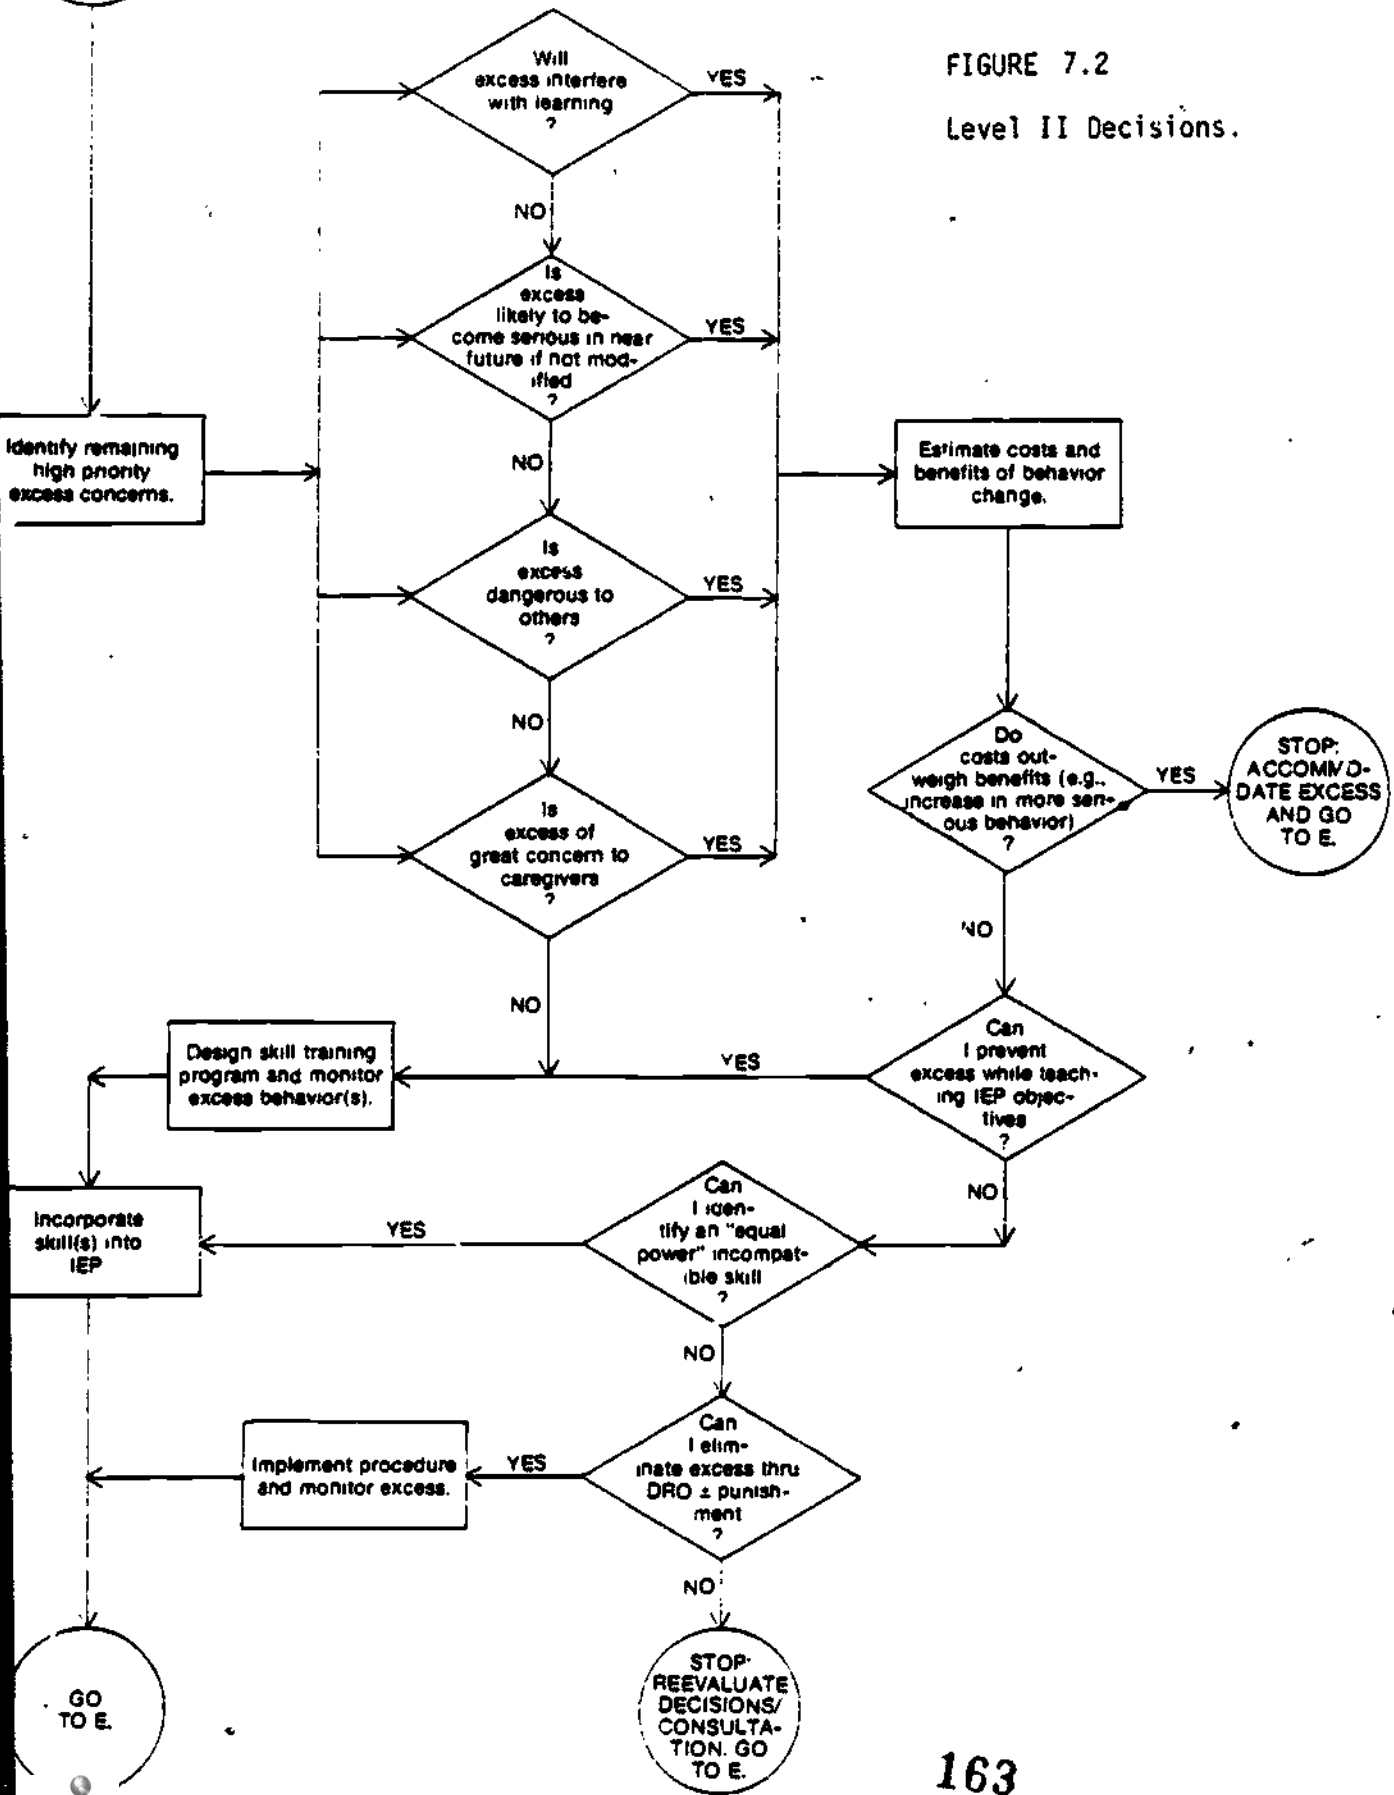 FIGURE 7.2
Level II Decisions.
Will
excess interfere
with learning
?
YES
NO
Is
excess
likely to be-
come serious in near
future if not mod-
ified
?
YES
NO
Identify remaining
high priority
excess concerns.
Estimate costs and
benefits of behavior
change.
Is
excess
dangerous to
others
?
YES
NO
Is
excess of
great concern to
caregivers
?
YES
NO
Do
costs out-
weigh benefits (e.g.,
increase in more seri-
ous behavior)
?
YES
STOP:
ACCOMMO-
DATE EXCESS
AND GO
TO E.
NO
Can
I prevent
excess while teach-
ing IEP objec-
tives
?
YES
NO
Design skill training
program and monitor
excess behavior(s).
Incorporate
skill(s) into
IEP
Can
I iden-
tify an "equal
power" incompat-
ible skill
?
YES
NO
Can
I elim-
inate excess thru
DRO ± punish-
ment
?
YES
NO
Implement procedure
and monitor excess.
GO
TO E.
STOP:
REEVALUATE
DECISIONS/
CONSULTA-
TION. GO
TO E.
163